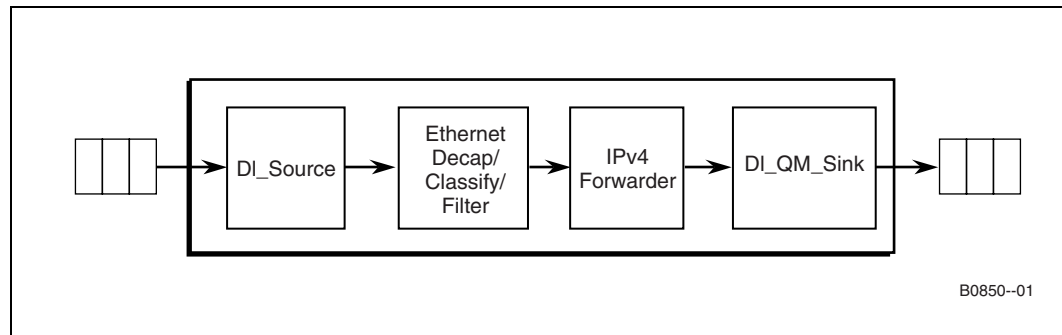 DI_Source
Ethernet
Decap/
Classify/
Filter
IPv4
Forwarder
DI_QM_Sink
B0850--01